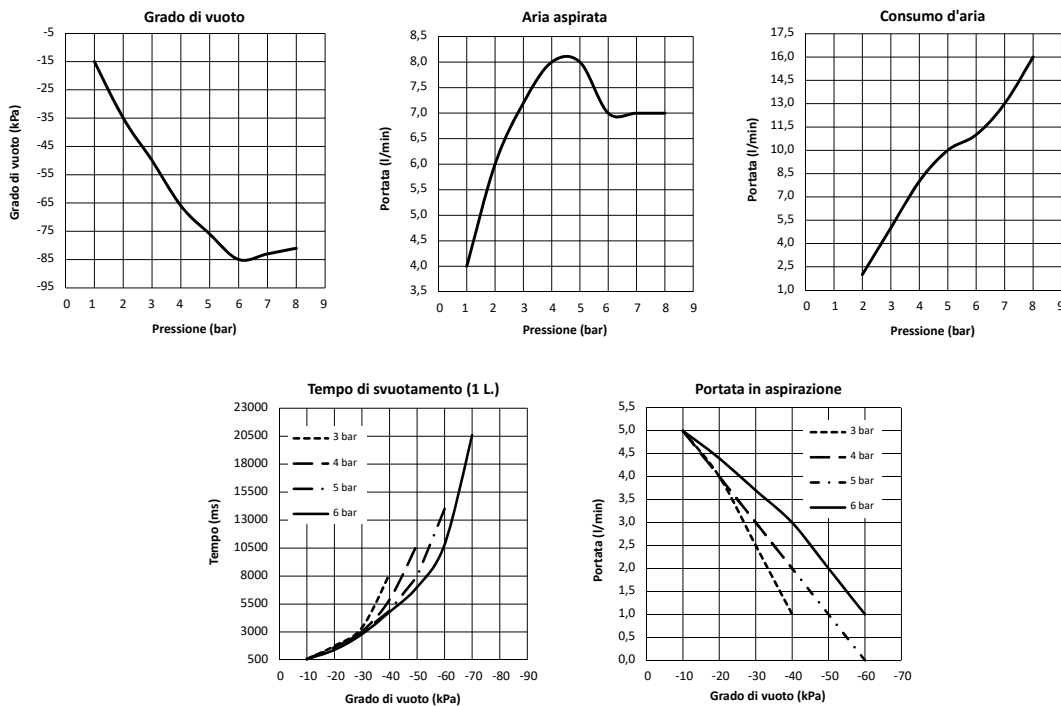 Grado di vuoto
Grado di vuoto (kPa)
-5
-15
-25
-35
-45
-55
-65
-75
-85
-95
0 1 2 3 4 5 6 7 8 9
Pressione (bar)
Aria aspirata
Portata (l/min)
8,5
8,0
7,5
7,0
6,5
6,0
5,5
5,0
4,5
4,0
3,5
0 1 2 3 4 5 6 7 8 9
Pressione (bar)
Consumo d'aria
Portata (l/min)
17,5
16,0
14,5
13,0
11,5
10,0
8,5
7,0
5,5
4,0
2,5
1,0
0 1 2 3 4 5 6 7 8 9
Pressione (bar)
Tempo di svuotamento (1 L.)
Tempo (ms)
23000
20500
18000
15500
13000
10500
8000
5500
3000
500
3 bar
4 bar
5 bar
6 bar
0 -10 -20 -30 -40 -50 -60 -70 -80 -90
Grado di vuoto (kPa)
Portata in aspirazione
Portata (l/min)
5,5
5,0
4,5
4,0
3,5
3,0
2,5
2,0
1,5
1,0
0,5
0,0
3 bar
4 bar
5 bar
6 bar
0 -10 -20 -30 -40 -50 -60 -70
Grado di vuoto (kPa)